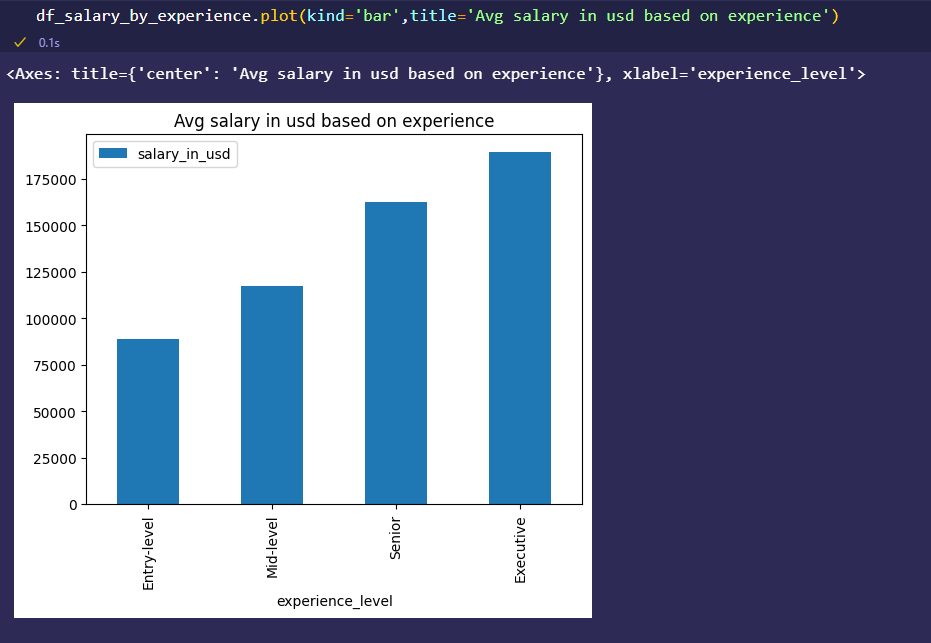 df_salary_by_experience.plot(kind='bar',title='Avg salary in usd based on experience')
0.1s
<Axes: title={'center': 'Avg salary in usd based on experience'}, xlabel='experience_level'>
Avg salary in usd based on experience
salary_in_usd
175000
150000
125000
100000
75000
50000
25000
0
Entry-level
Mid-level
Senior
Executive
experience_level